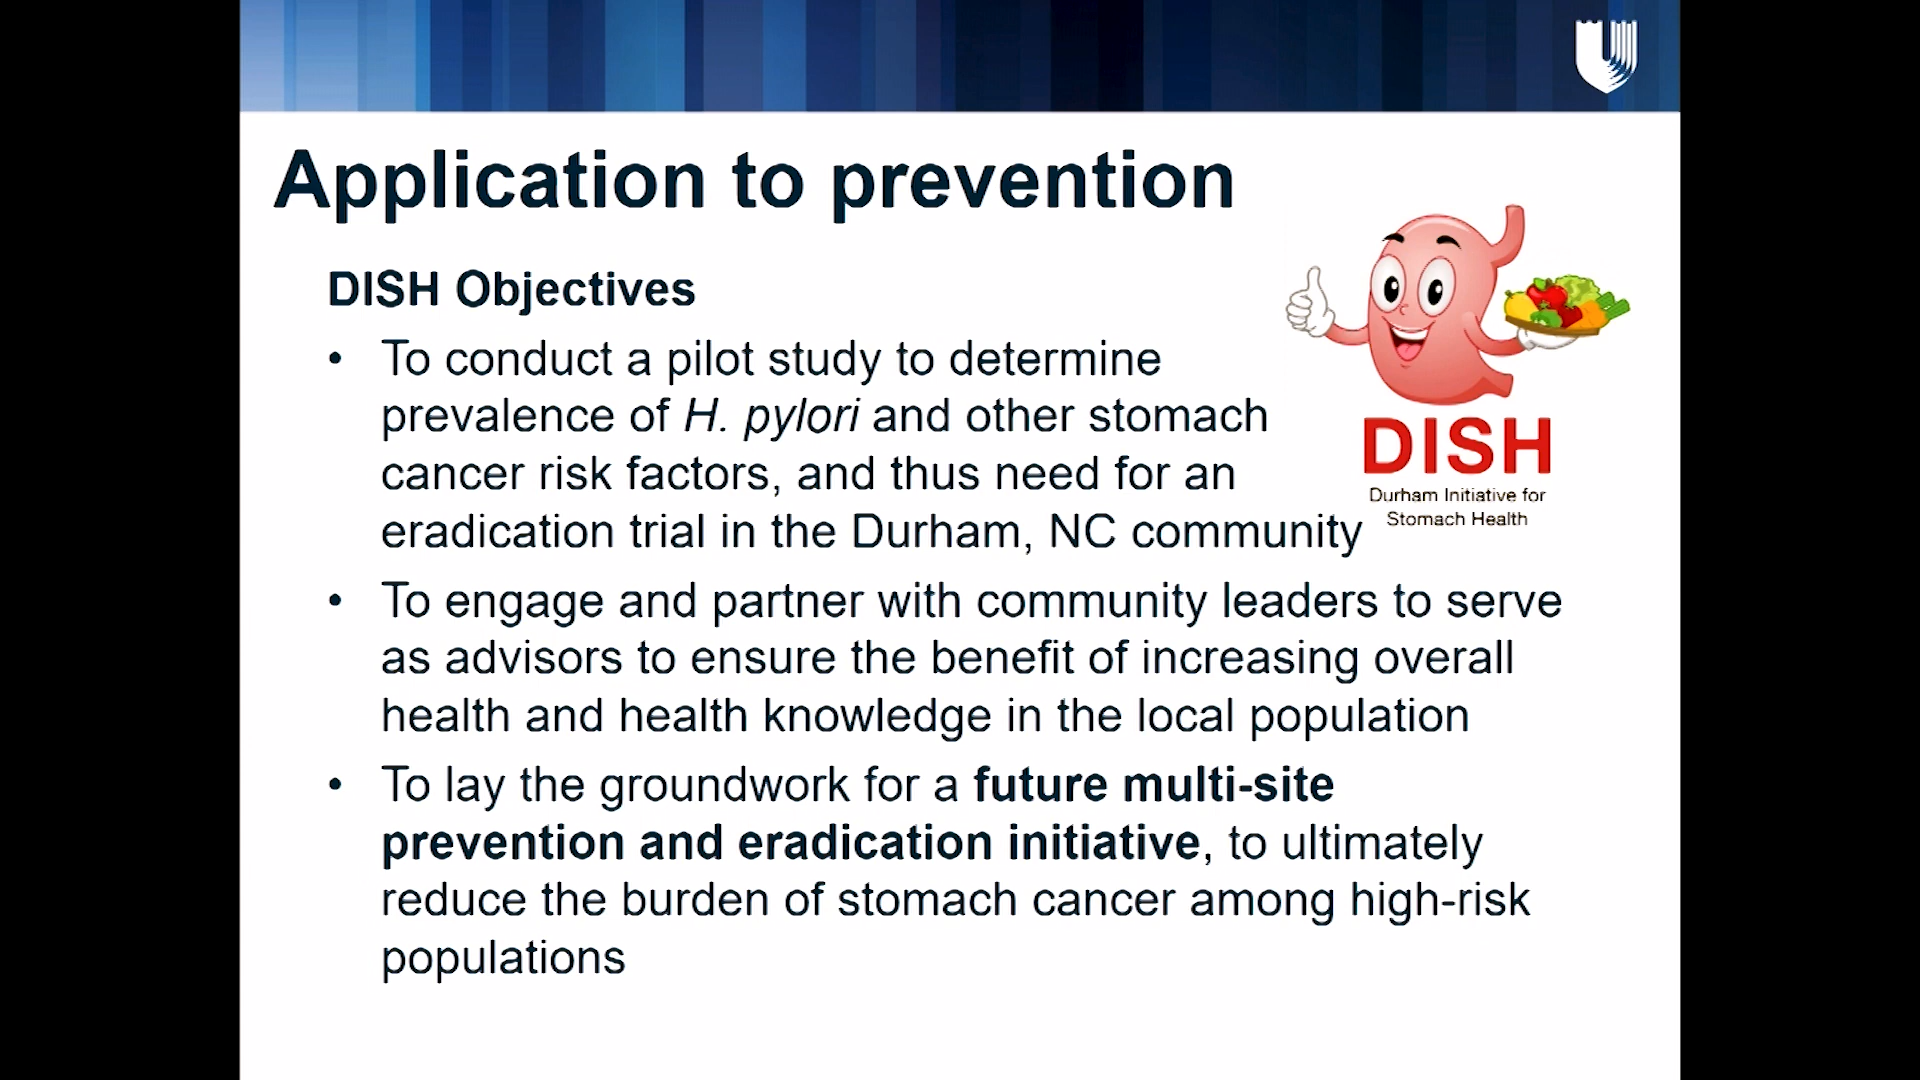 Application to prevention
DISH Objectives
• To conduct a pilot study to determine
prevalence of H. pylori and other stomach
cancer risk factors, and thus need for an
eradication trial in the Durham, NC community
• To engage and partner with community leaders to serve
as advisors to ensure the benefit of increasing overall
health and health knowledge in the local population
• To lay the groundwork for a future multi-site
prevention and eradication initiative, to ultimately
reduce the burden of stomach cancer among high-risk
populations
DISH
Durham Initiative for
Stomach Health